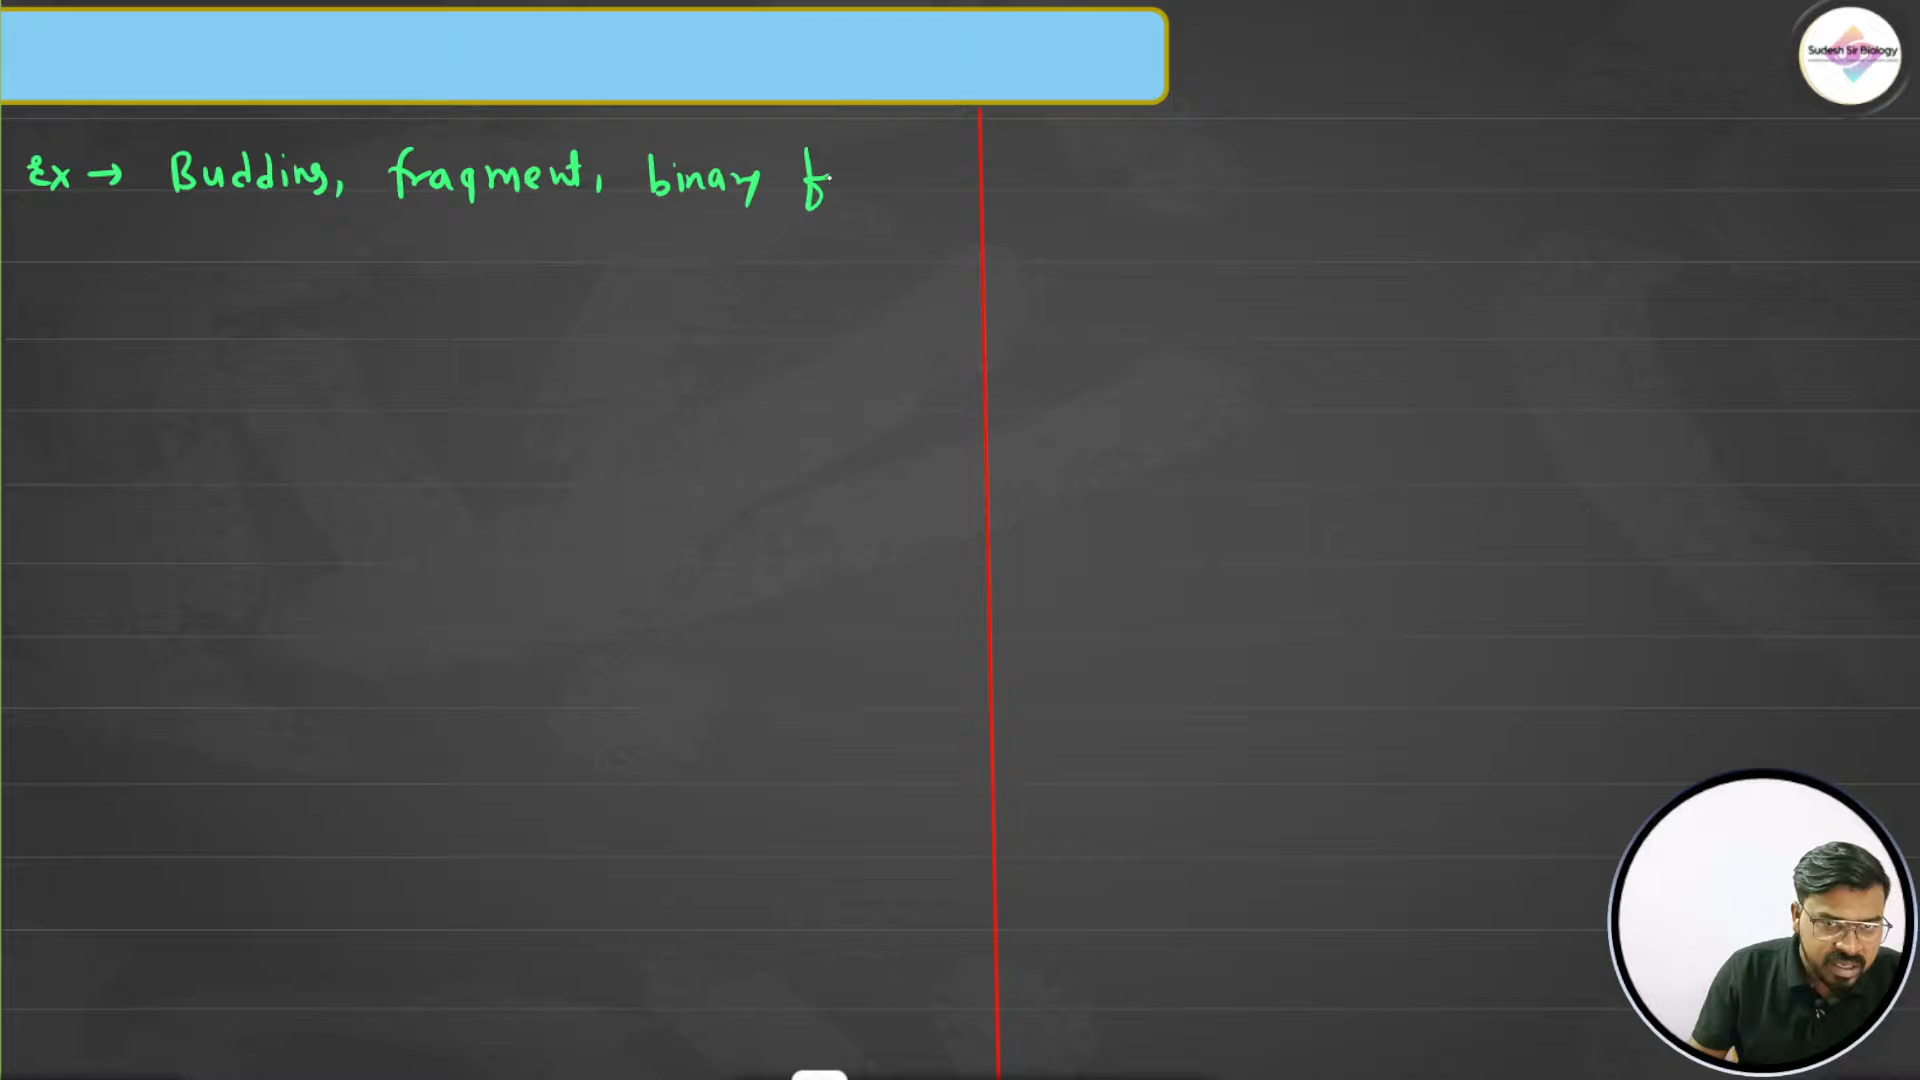 Sudesh Sir Biology
Ex → Budding, fragment, binary f